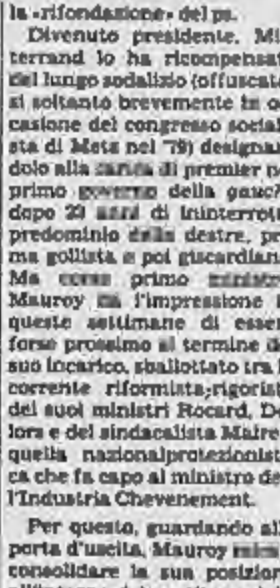 la «rifondazione» del ps.
Divenuto presidente, Mit
terrand lo ha ricompensat
del lungo sodalizio (offuscato
si soltanto brevemente in o
casione del congresso social
sta di Metz nel '79) designan
dolo alla carica di premier n
primo governo della gauch
dopo 23 anni di ininterrott
predominio delle destre, pr
ma gollista e poi giscardian
Ma come primo ministr
Mauroy dà l'impressione i
queste settimane di esser
forse prossimo al termine d
suo incarico, sballottato tra l
corrente riformista-rigorist
dei suoi ministri Rocard, De
lors e del sindacalista Maire
quella nazionalprotezionist
ca che fa capo al ministro de
l'Industria Chevenement.
Per questo, guardando all
porta d'uscita, Mauroy
consolidare la sua posizion